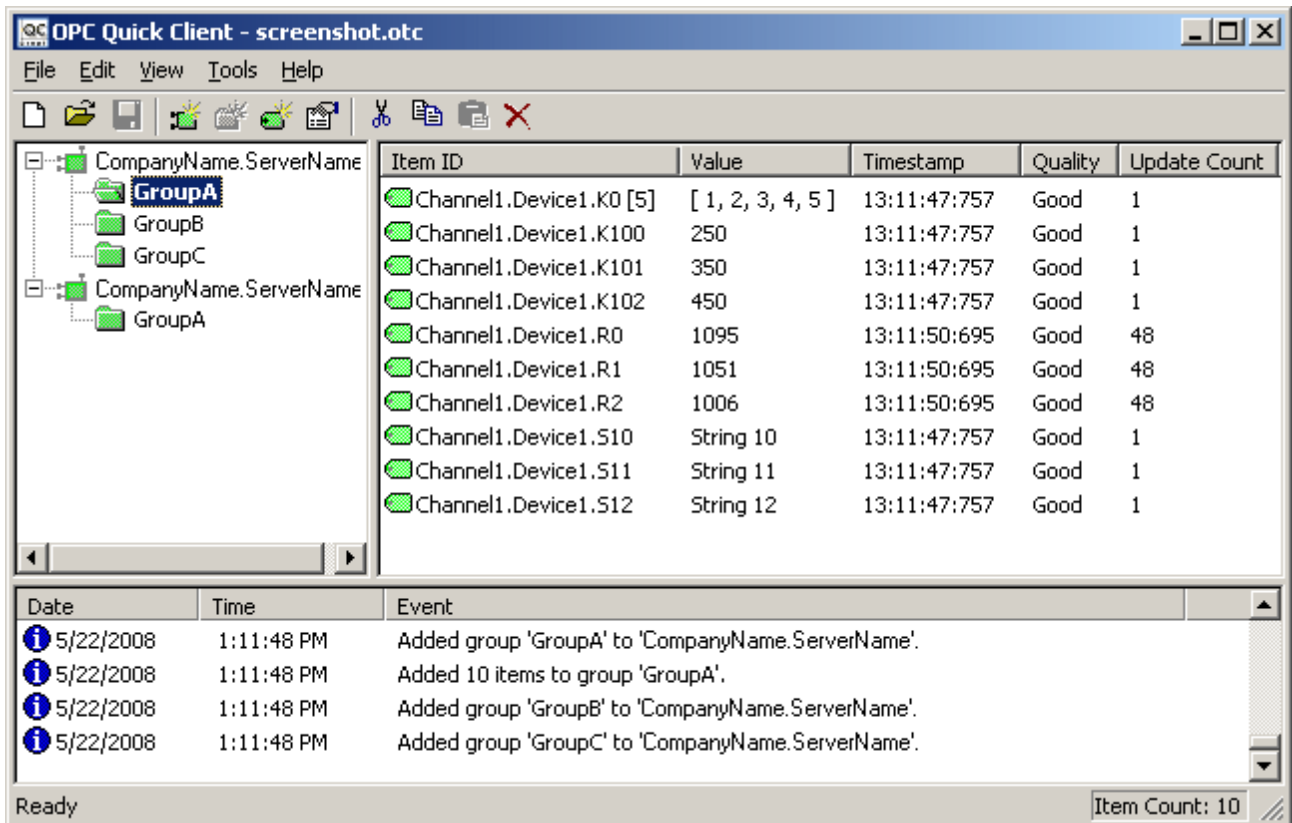 OPC Quick Client - screenshot.otc
File Edit View Tools Help
CompanyName.ServerName
GroupA
GroupB
GroupC
CompanyName.ServerName
GroupA
Item ID Value Timestamp Quality Update Count
Channel1.Device1.K0 [5] [ 1, 2, 3, 4, 5 ] 13:11:47:757 Good 1
Channel1.Device1.K100 250 13:11:47:757 Good 1
Channel1.Device1.K101 350 13:11:47:757 Good 1
Channel1.Device1.K102 450 13:11:47:757 Good 1
Channel1.Device1.R0 1095 13:11:50:695 Good 48
Channel1.Device1.R1 1051 13:11:50:695 Good 48
Channel1.Device1.R2 1006 13:11:50:695 Good 48
Channel1.Device1.S10 String 10 13:11:47:757 Good 1
Channel1.Device1.S11 String 11 13:11:47:757 Good 1
Channel1.Device1.S12 String 12 13:11:47:757 Good 1
Date Time Event
5/22/2008 1:11:48 PM Added group 'GroupA' to 'CompanyName.ServerName'.
5/22/2008 1:11:48 PM Added 10 items to group 'GroupA'.
5/22/2008 1:11:48 PM Added group 'GroupB' to 'CompanyName.ServerName'.
5/22/2008 1:11:48 PM Added group 'GroupC' to 'CompanyName.ServerName'.
Ready Item Count: 10